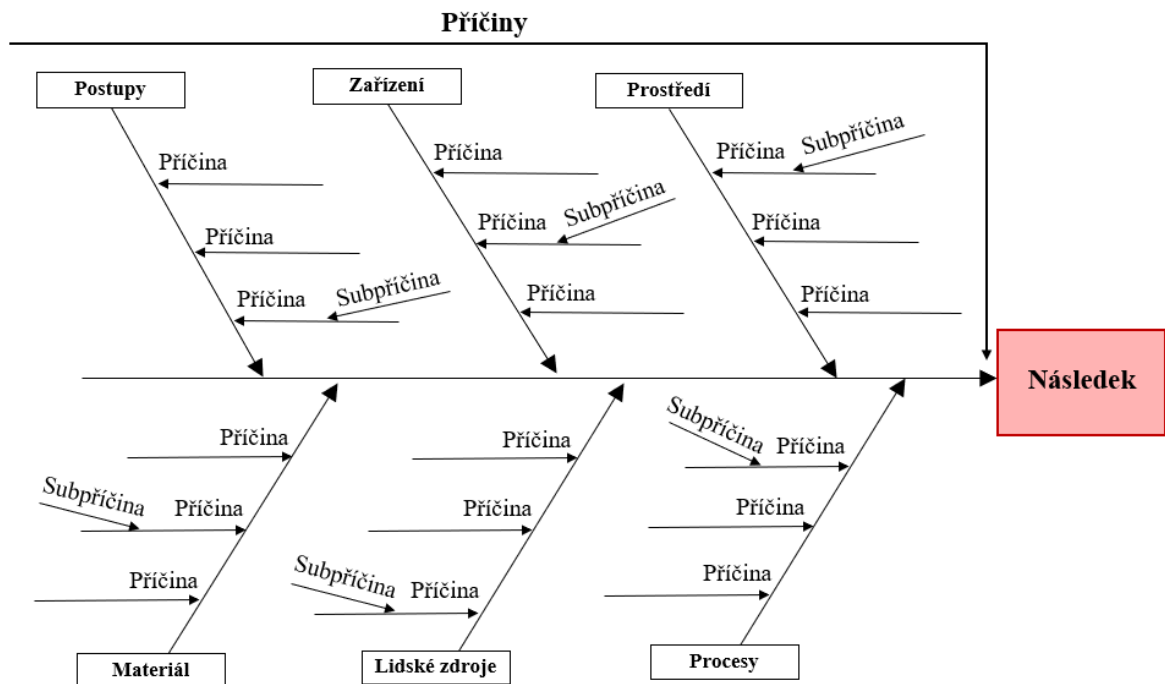 Příčiny
Postupy
Zařízení
Prostředí
Příčina
Příčina
Příčina
Subpříčina
Příčina
Příčina
Subpříčina
Příčina
Příčina
Subpříčina
Příčina
Příčina
Příčina
Následek
Příčina
Subpříčina
Příčina
Příčina
Příčina
Příčina
Subpříčina
Příčina
Subpříčina
Příčina
Příčina
Příčina
Materiál
Lidské zdroje
Procesy